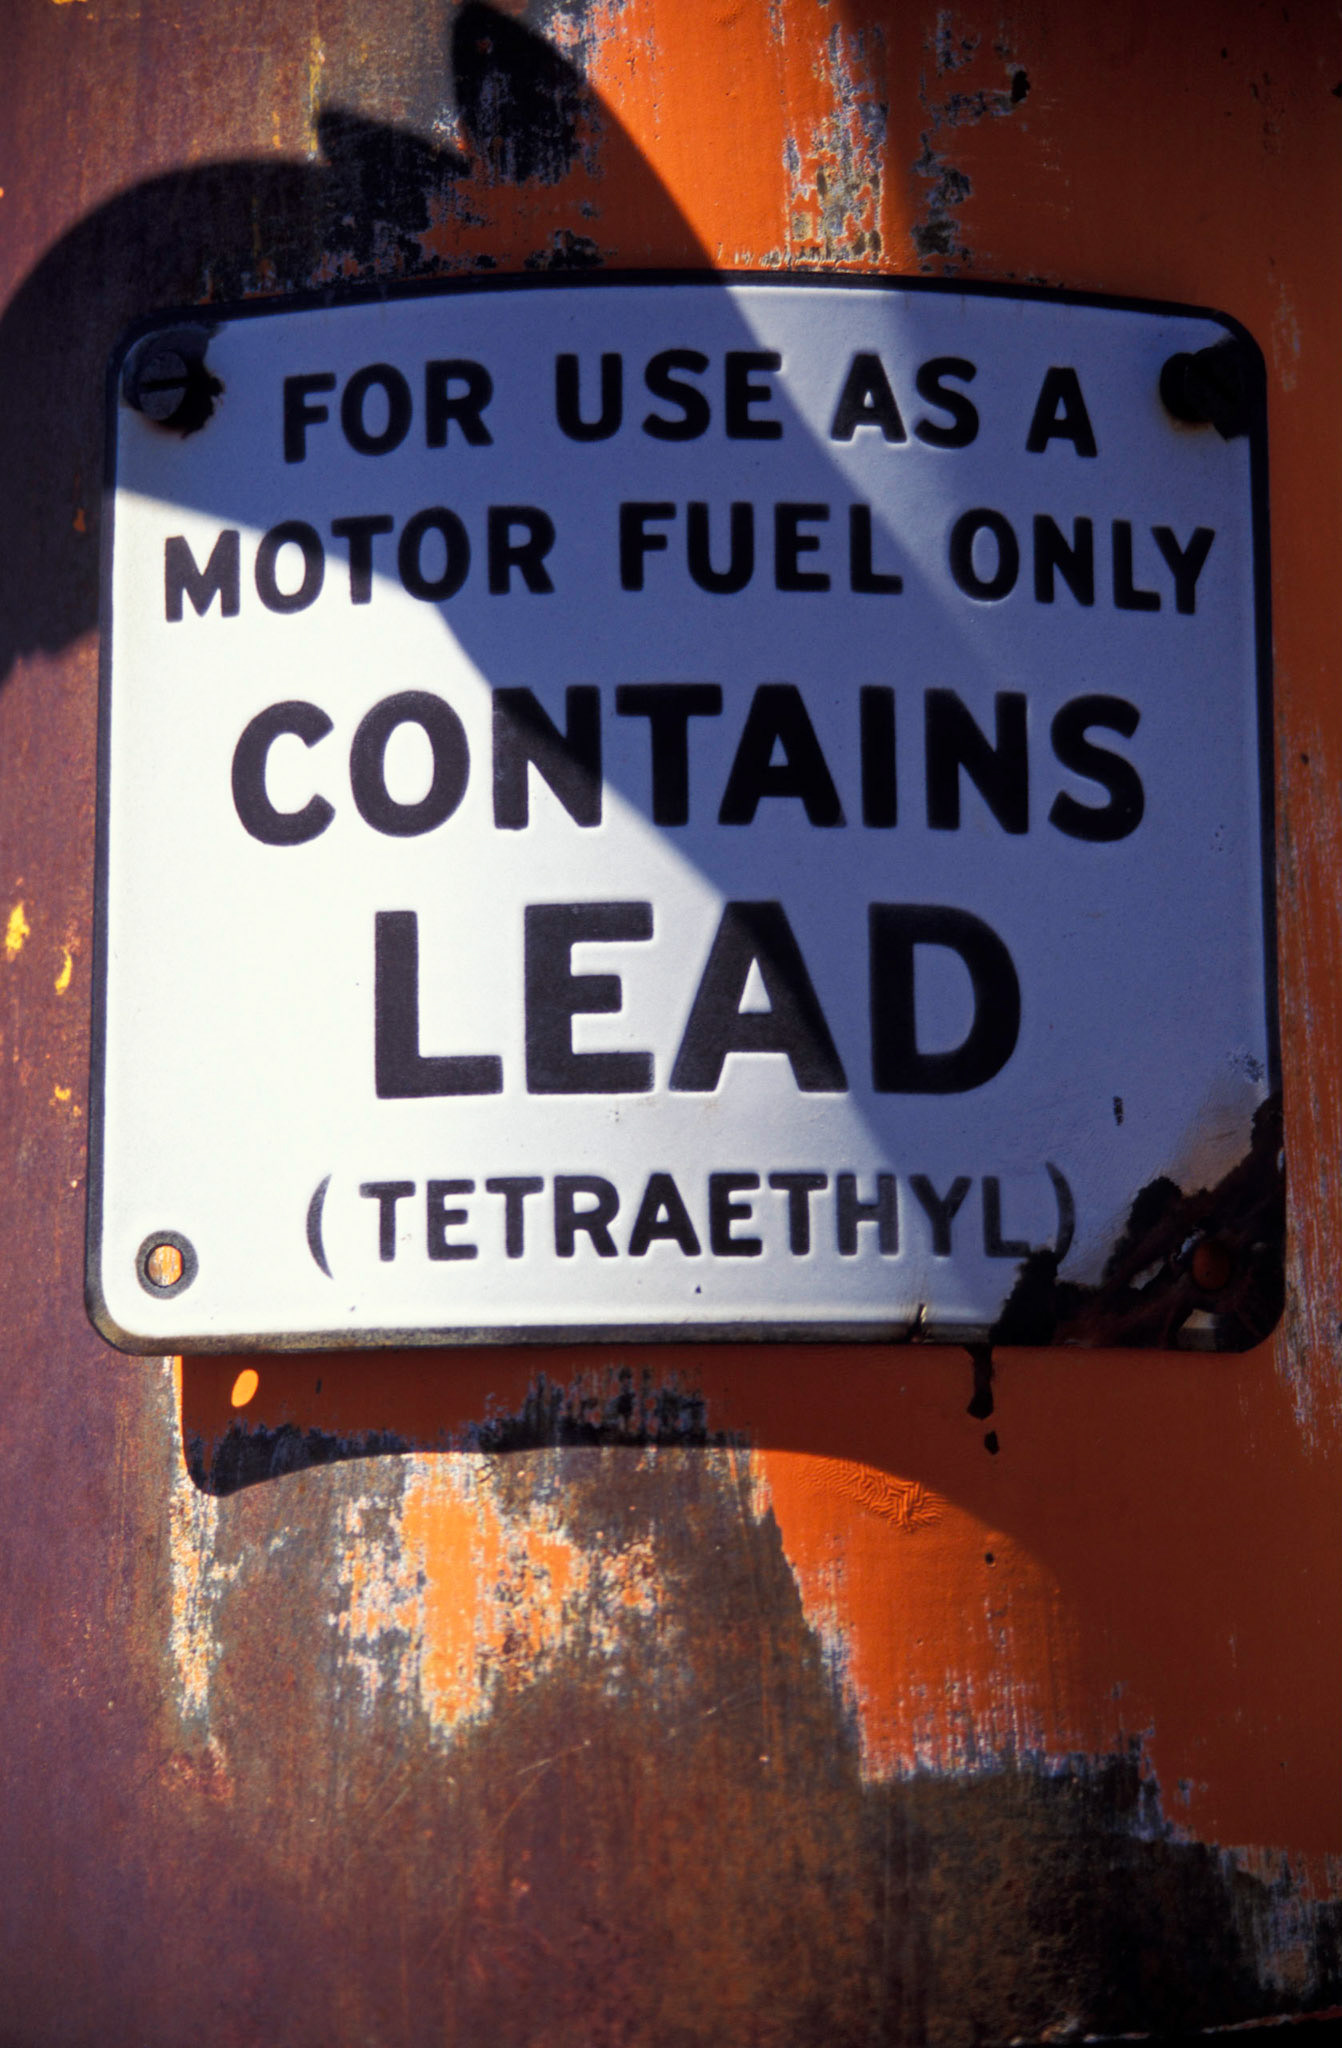 FOR USE AS A
MOTOR FUEL ONLY
CONTAINS
LEAD
(TETRAETHYL)